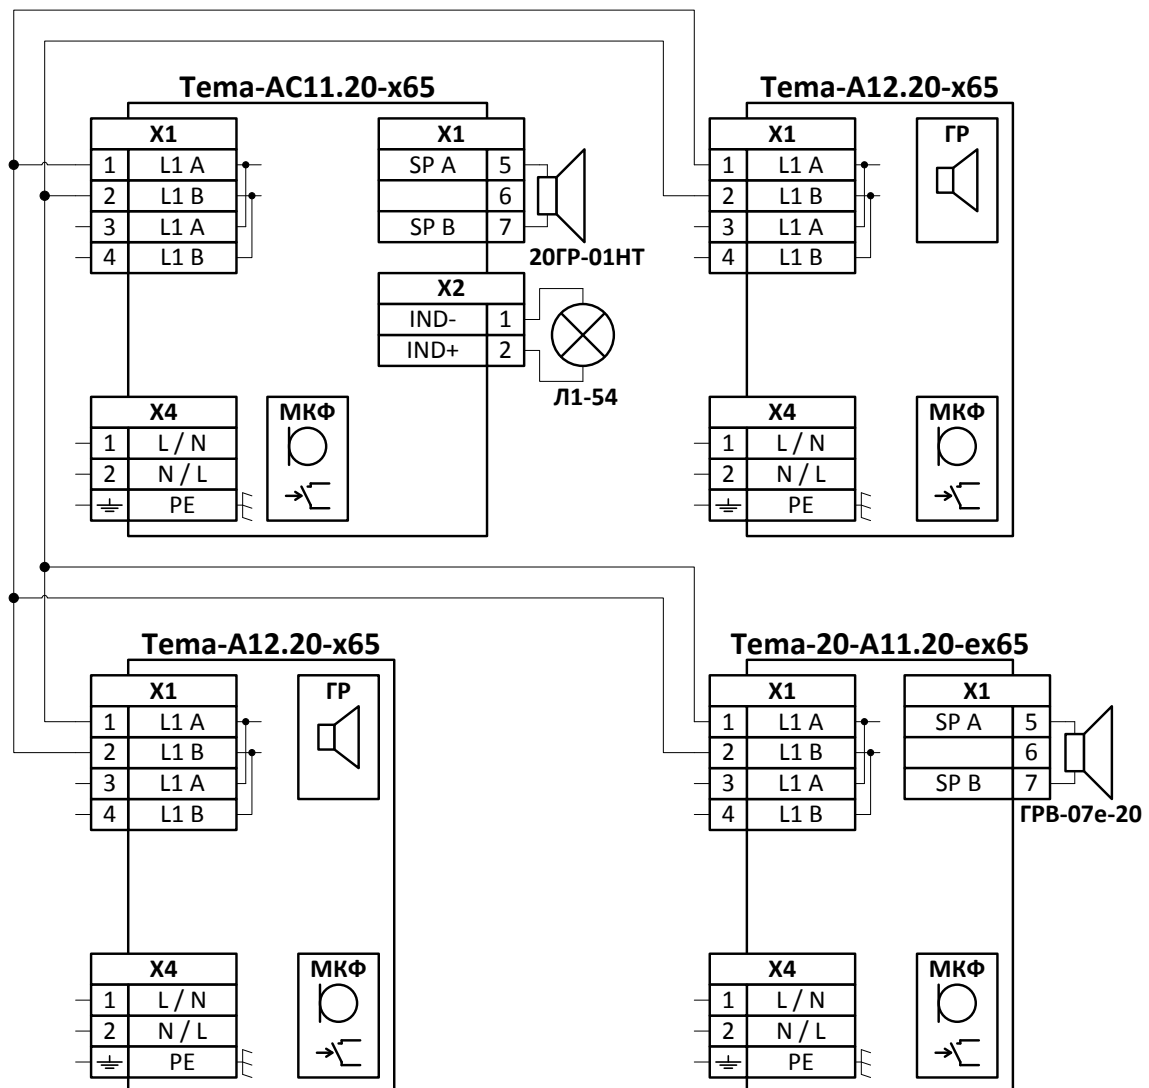 Tema-AC11.20-x65
X1
1 L1 A
2 L1 B
3 L1 A
4 L1 B
X1
SP A 5
6
SP B 7
20ГР-01НТ
X2
IND- 1
IND+ 2
Л1-54
X4
1 L / N
2 N / L
PE
МКФ
Tema-A12.20-x65
X1
1 L1 A
2 L1 B
3 L1 A
4 L1 B
ГР
X4
1 L / N
2 N / L
PE
МКФ
Tema-A12.20-x65
X1
1 L1 A
2 L1 B
3 L1 A
4 L1 B
ГР
X4
1 L / N
2 N / L
PE
МКФ
Tema-20-A11.20-ex65
X1
1 L1 A
2 L1 B
3 L1 A
4 L1 B
X1
SP A 5
6
SP B 7
ГРВ-07е-20
X4
1 L / N
2 N / L
PE
МКФ